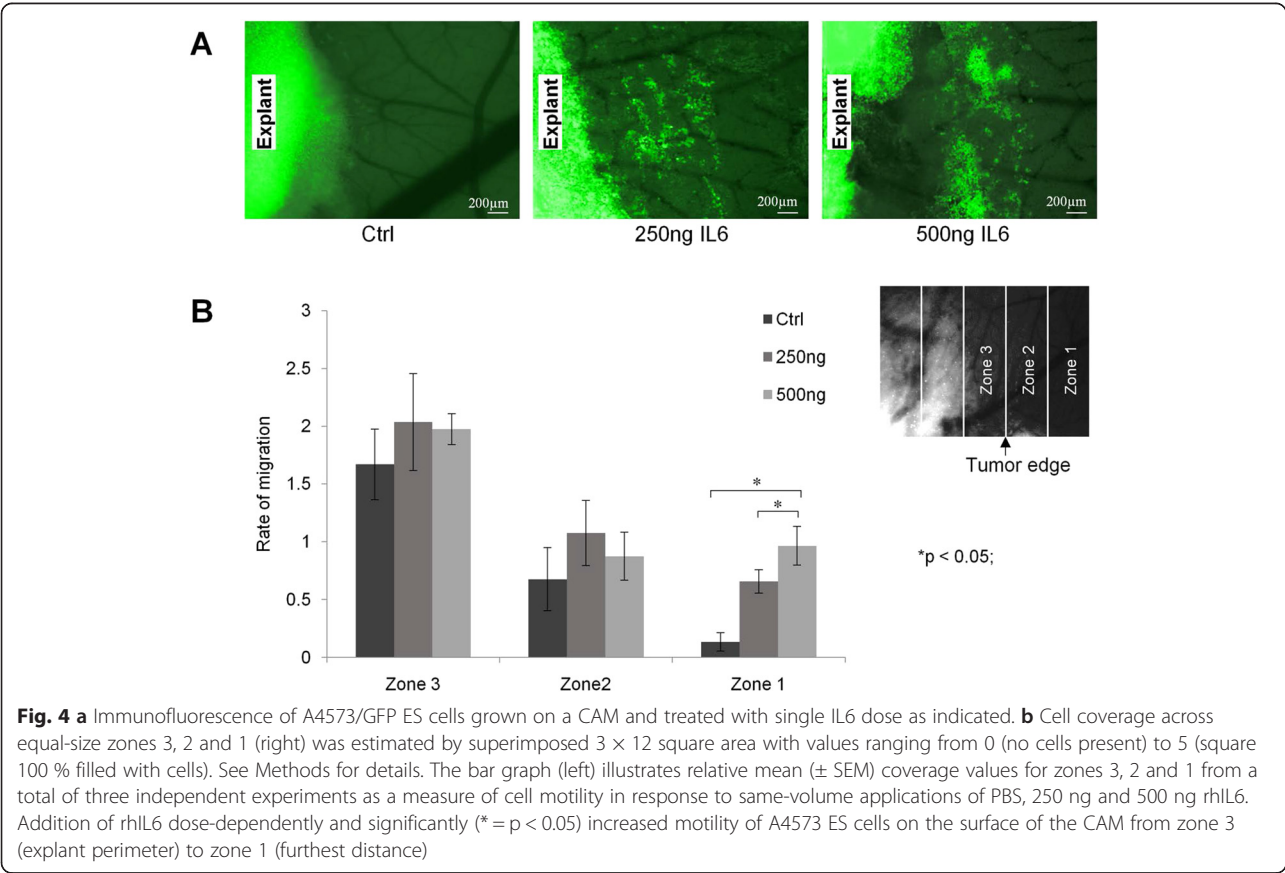 A
Explant
200µm
Ctrl
Explant
200µm
250ng IL6
Explant
200µm
500ng IL6
B
Rate of migration
3
2.5
2
1.5
1
0.5
0
Ctrl
250ng
500ng
*
*
Zone 3
Zone2
Zone 1
Zone 3
Zone 2
Zone 1
Tumor edge
*p < 0.05;
Fig. 4 a Immunofluorescence of A4573/GFP ES cells grown on a CAM and treated with single IL6 dose as indicated. b Cell coverage across
equal-size zones 3, 2 and 1 (right) was estimated by superimposed 3 × 12 square area with values ranging from 0 (no cells present) to 5 (square
100 % filled with cells). See Methods for details. The bar graph (left) illustrates relative mean (± SEM) coverage values for zones 3, 2 and 1 from a
total of three independent experiments as a measure of cell motility in response to same-volume applications of PBS, 250 ng and 500 ng rhIL6.
Addition of rhIL6 dose-dependently and significantly (* = p < 0.05) increased motility of A4573 ES cells on the surface of the CAM from zone 3
(explant perimeter) to zone 1 (furthest distance)